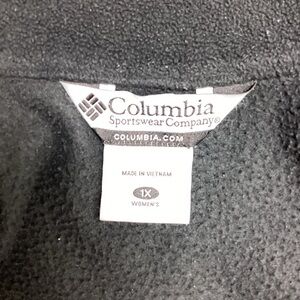 Columbia
Sportswear Company®
COLUMBIA.COM
MADE IN VIETNAM
1X
WOMEN'S